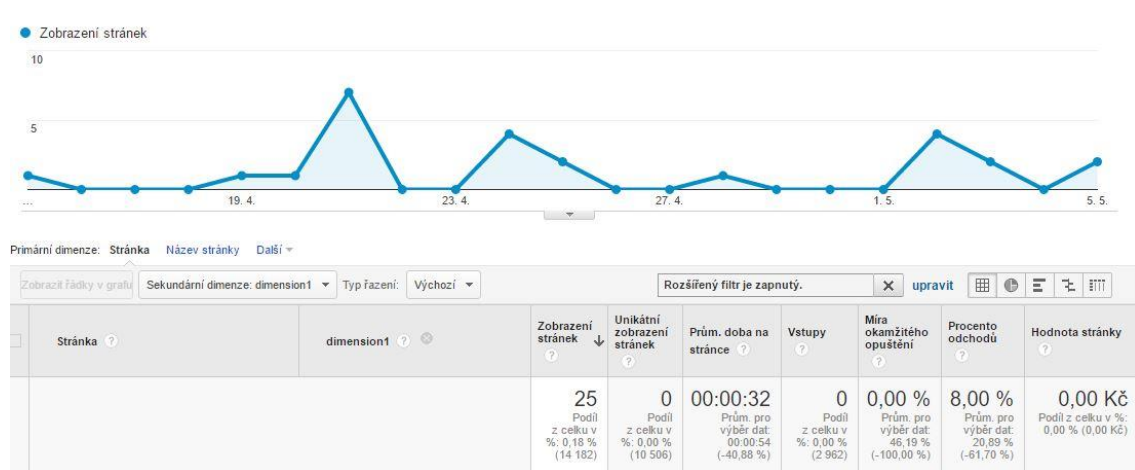 Zobrazení stránek
10
5
...
19. 4.
23. 4.
27. 4.
1. 5.
5. 5.
Primární dimenze: Stránka Název stránky Další
Zobrazit řádky v grafu Sekundární dimenze: dimension1 Typ řazení: Výchozí Rozšířený filtr je zapnutý. upravit
Stránka ?
dimension1 ?
Zobrazení
stránek
?
Unikátní
zobrazení
stránek
?
Prům. doba na
stránce ?
Vstupy
?
Míra
okamžitého
opuštění
?
Procento
odchodů
?
Hodnota stránky
?
25
Podíl
z celku v
%: 0,18 %
(14 182)
0
Podíl
z celku v
%: 0,00 %
(10 506)
00:00:32
Prům. pro
výběr dat:
00:00:54
(-40,88 %)
0
Podíl
z celku v
%: 0,00 %
(2 962)
0,00 %
Prům. pro
výběr dat:
46,19 %
(-100,00 %)
8,00 %
Prům. pro
výběr dat:
20,89 %
(-61,70 %)
0,00 Kč
Podíl z celku v %:
0,00 % (0,00 Kč)